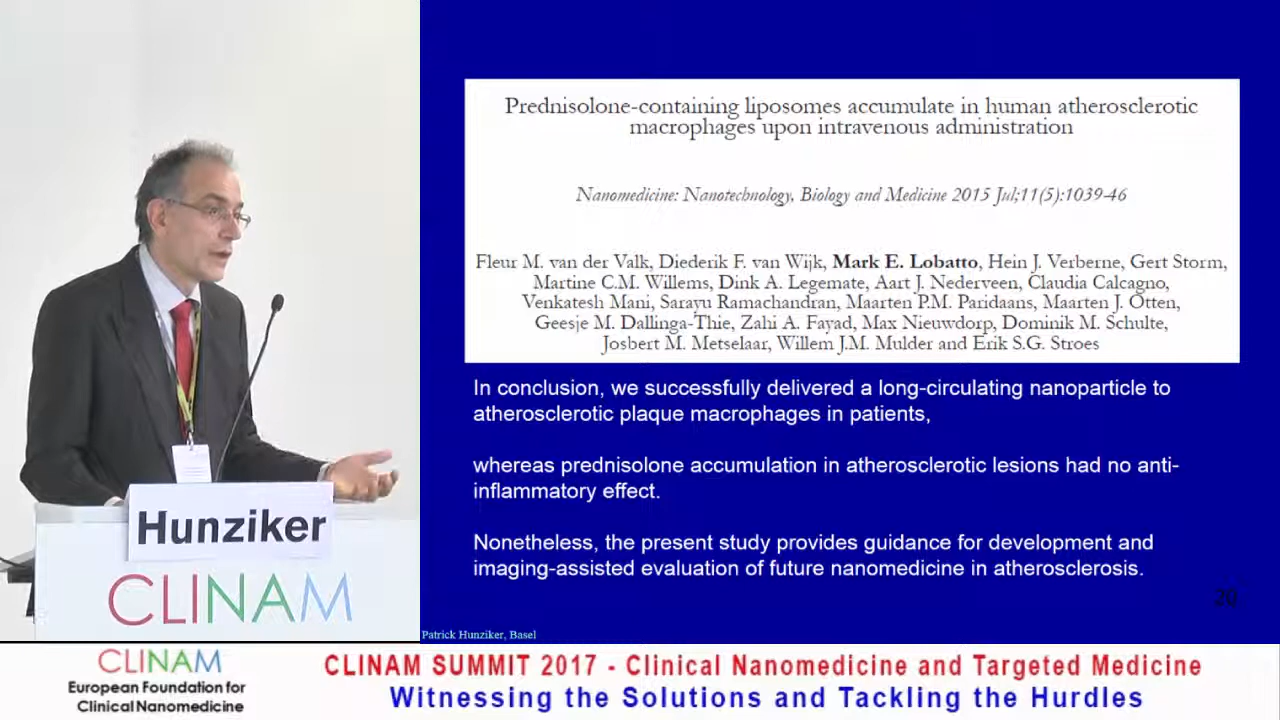 Prednisolone-containing liposomes accumulate in human atherosclerotic
macrophages upon intravenous administration
Nanomedicine: Nanotechnology, Biology and Medicine 2015 Jul;11(5):1039-46
Fleur M. van der Valk, Diederik F. van Wijk, Mark E. Lobatto, Hein J. Verberne, Gert Storm,
Martine C.M. Willems, Dink A. Legemate, Aart J. Nederveen, Claudia Calcagno,
Venkatesh Mani, Sarayu Ramachandran, Maarten P.M. Paridaans, Maarten J. Otten,
Geesje M. Dallinga-Thie, Zahi A. Fayad, Max Nieuwdorp, Dominik M. Schulte,
Josbert M. Metselaar, Willem J.M. Mulder and Erik S.G. Stroes
In conclusion, we successfully delivered a long-circulating nanoparticle to
atherosclerotic plaque macrophages in patients,
whereas prednisolone accumulation in atherosclerotic lesions had no anti-
inflammatory effect.
Nonetheless, the present study provides guidance for development and
imaging-assisted evaluation of future nanomedicine in atherosclerosis.
20
Patrick Hunziker, Basel
Hunziker
CLINAM
CLINAM
European Foundation for
Clinical Nanomedicine
CLINAM SUMMIT 2017 - Clinical Nanomedicine and Targeted Medicine
Witnessing the Solutions and Tackling the Hurdles